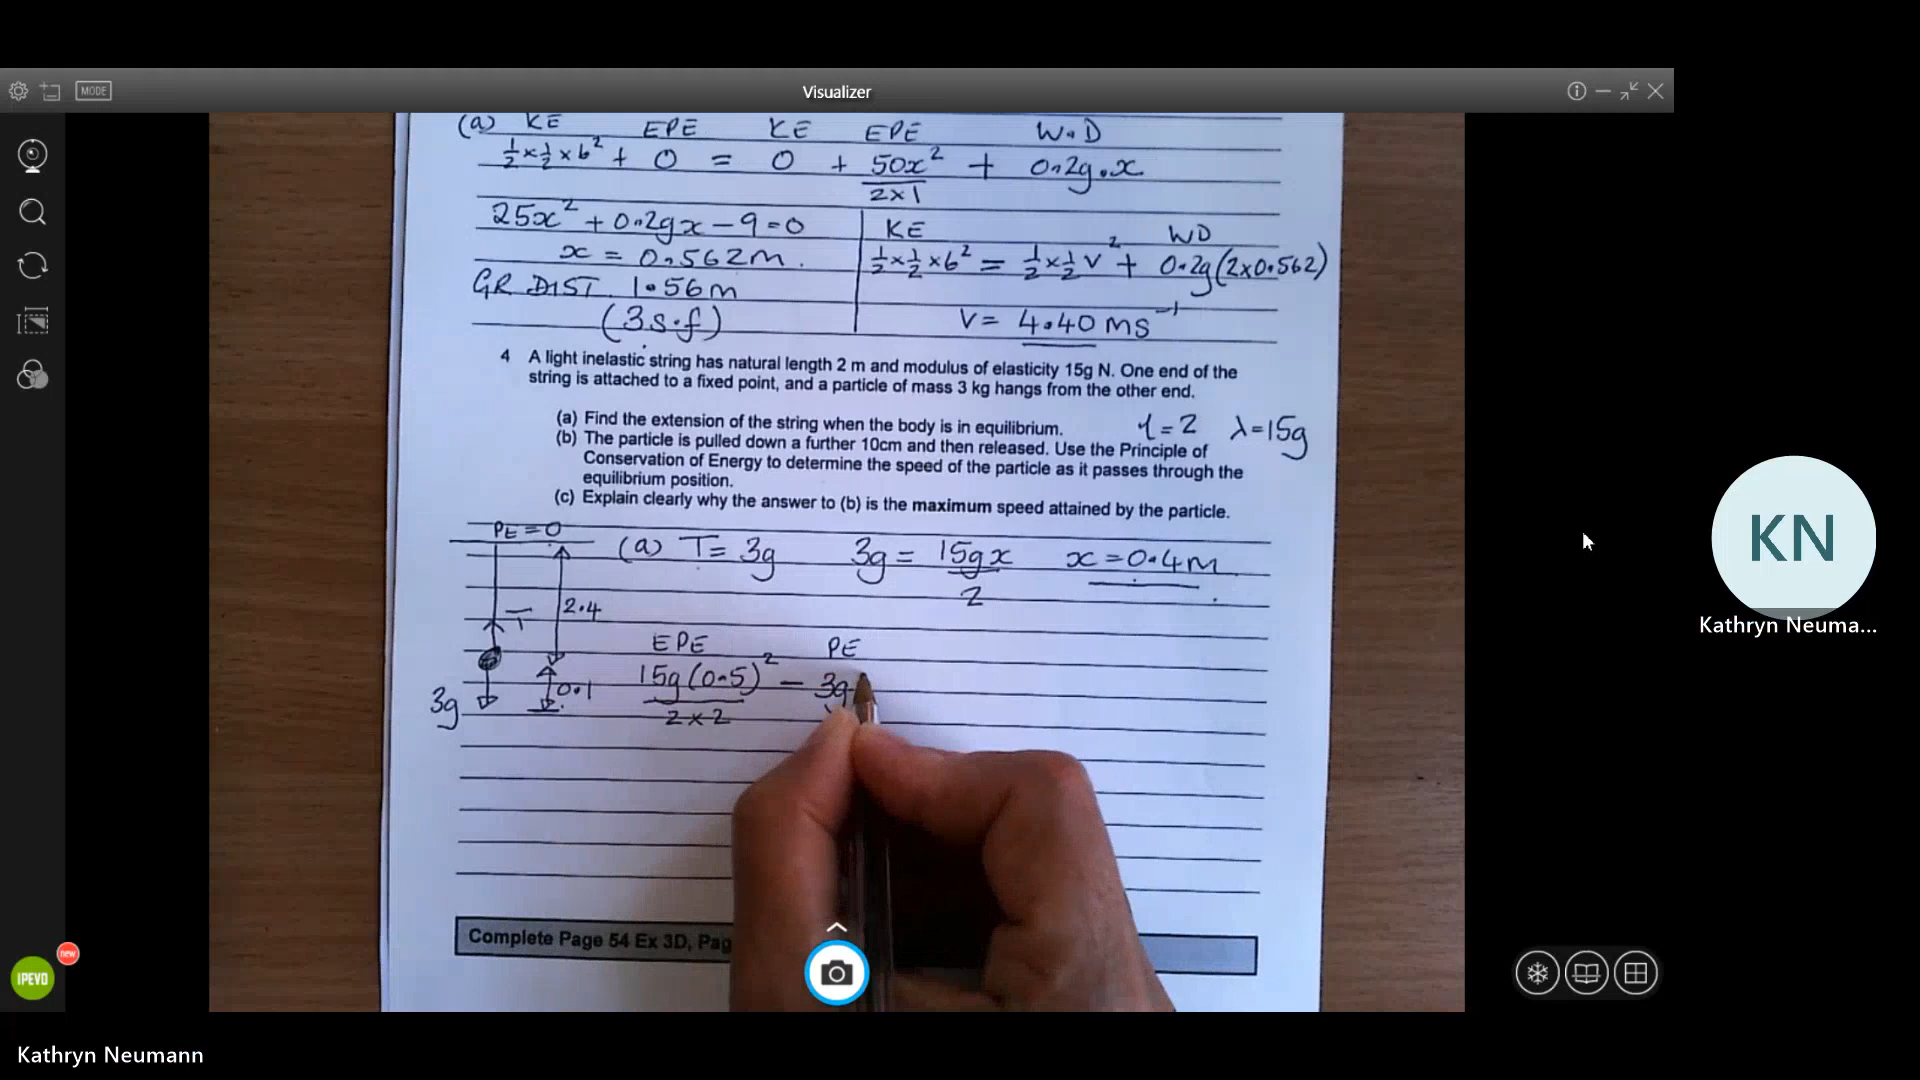 MODE
Visualizer
(a) KE EPE KE EPE W.D
½ × ½ × 6² + 0 = 0 + 50x² / 2×1 + 0.2g.x
25x² + 0.2gx − 9 = 0
x = 0.562m.
GR DIST 1.56m
(3s.f)
KE WD
½ × ½ × 6² = ½ × ½ V² + 0.2g(2x0.562)
V = 4.40 ms⁻¹
4 A light inelastic string has natural length 2 m and modulus of elasticity 15g N. One end of the
string is attached to a fixed point, and a particle of mass 3 kg hangs from the other end.
(a) Find the extension of the string when the body is in equilibrium.
(b) The particle is pulled down a further 10cm and then released. Use the Principle of
Conservation of Energy to determine the speed of the particle as it passes through the
equilibrium position.
(c) Explain clearly why the answer to (b) is the maximum speed attained by the particle.
l = 2 λ = 15g
PE = 0
(a) T = 3g 3g = 15gx / 2 x = 0.4m
T 2.4
EPE PE
15g(0.5)² / 2×2 − 3g
3g 0.1
Complete Page 54 Ex 3D, Pag
IPEVO
new
KN
Kathryn Neuma...
Kathryn Neumann